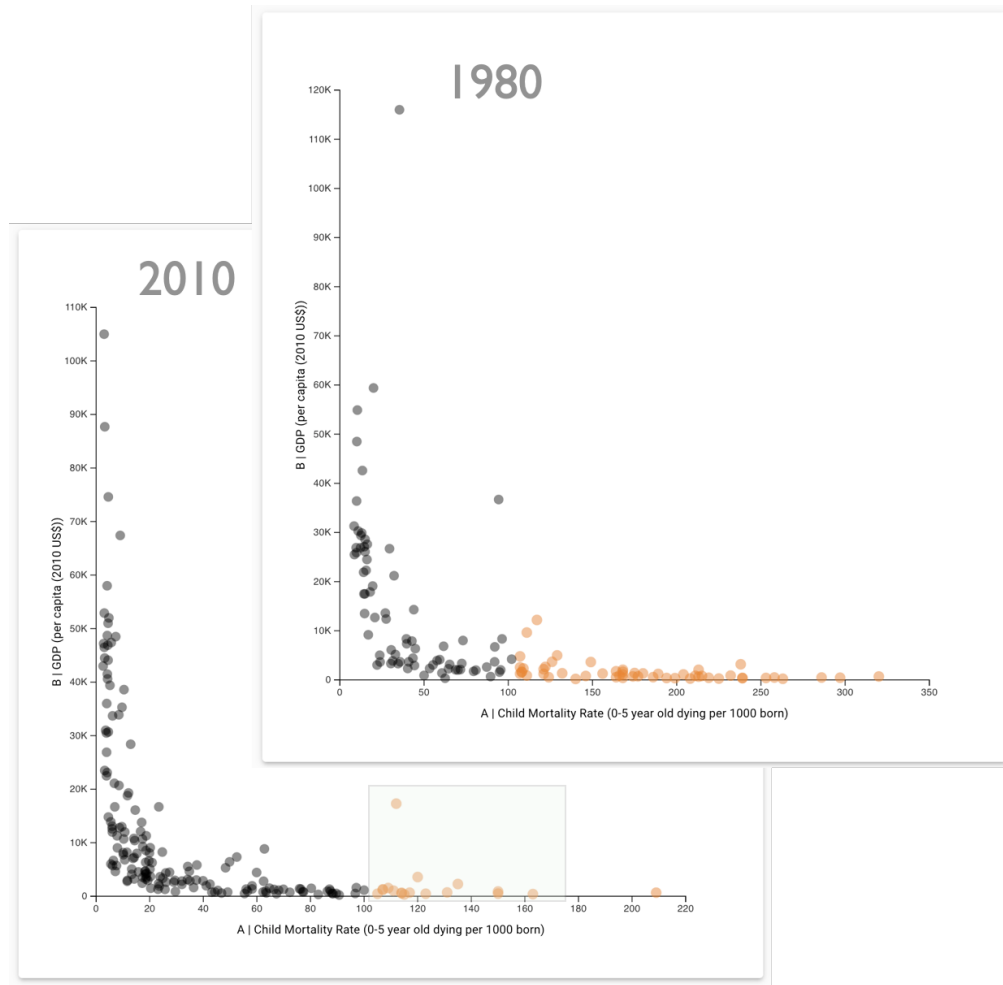 1980
120K
110K
100K
90K
80K
70K
60K
50K
40K
30K
20K
10K
0
B | GDP (per capita (2010 US$))
0 50 100 150 200 250 300 350
A | Child Mortality Rate (0-5 year old dying per 1000 born)
2010
110K
100K
90K
80K
70K
60K
50K
40K
30K
20K
10K
0
B | GDP (per capita (2010 US$))
0 20 40 60 80 100 120 140 160 180 200 220
A | Child Mortality Rate (0-5 year old dying per 1000 born)